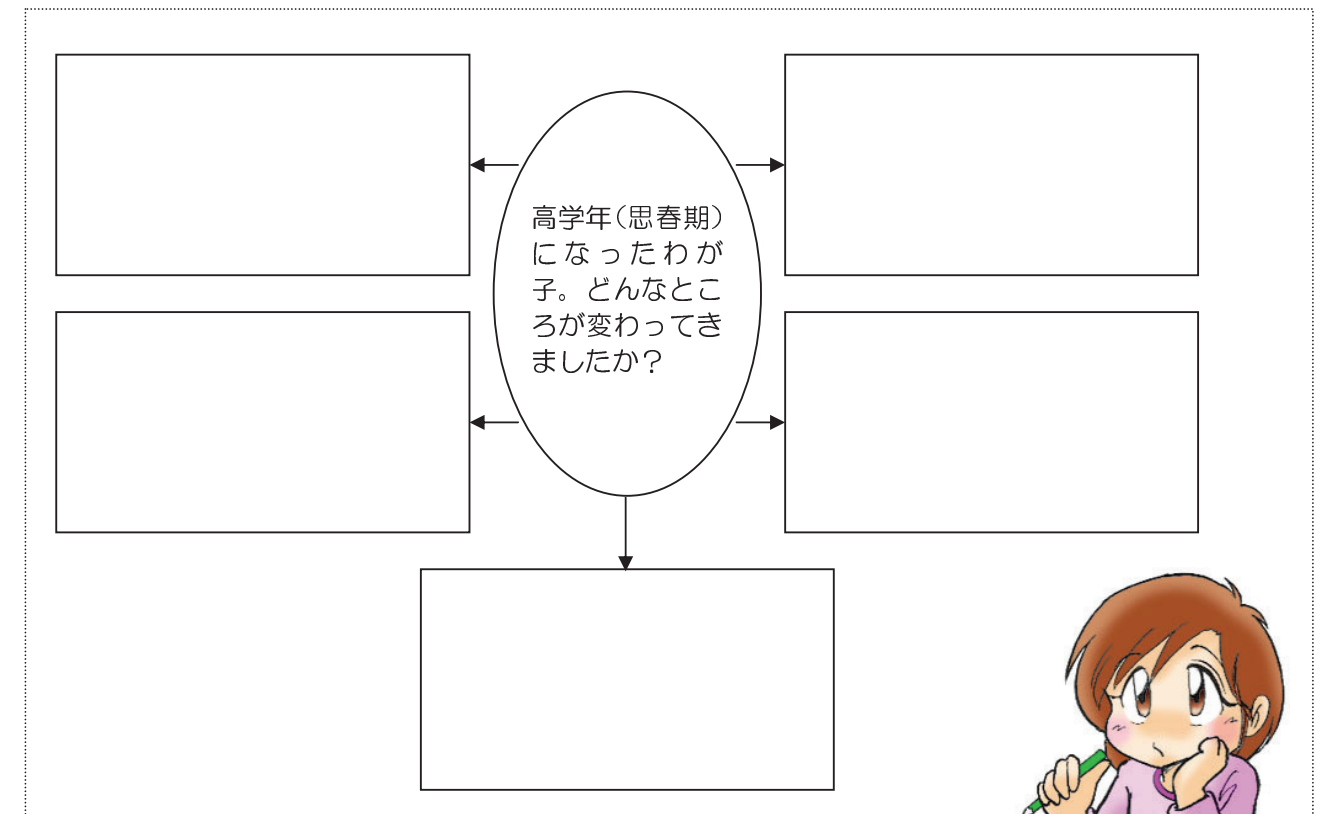 高学年(思春期)
になったわが
子。どんなとこ
ろが変わってき
ましたか?